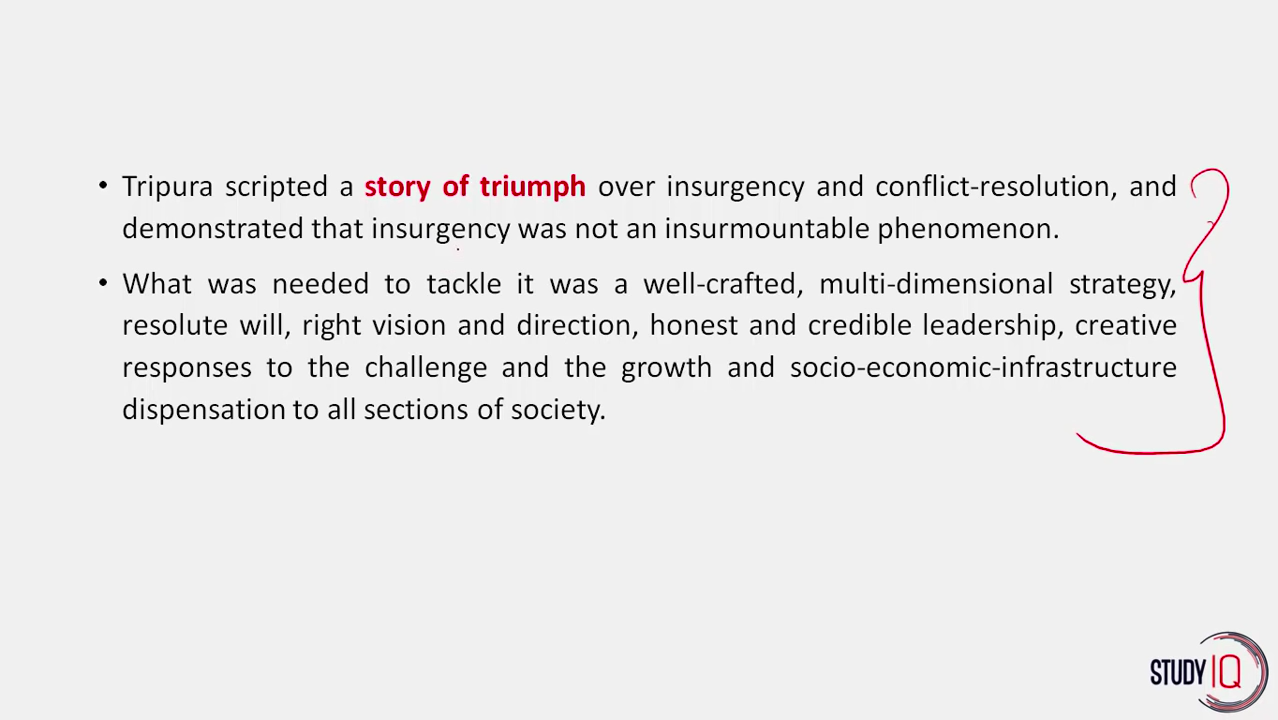 • Tripura scripted a story of triumph over insurgency and conflict-resolution, and
demonstrated that insurgency was not an insurmountable phenomenon.
• What was needed to tackle it was a well-crafted, multi-dimensional strategy,
resolute will, right vision and direction, honest and credible leadership, creative
responses to the challenge and the growth and socio-economic-infrastructure
dispensation to all sections of society.
STUDY IQ